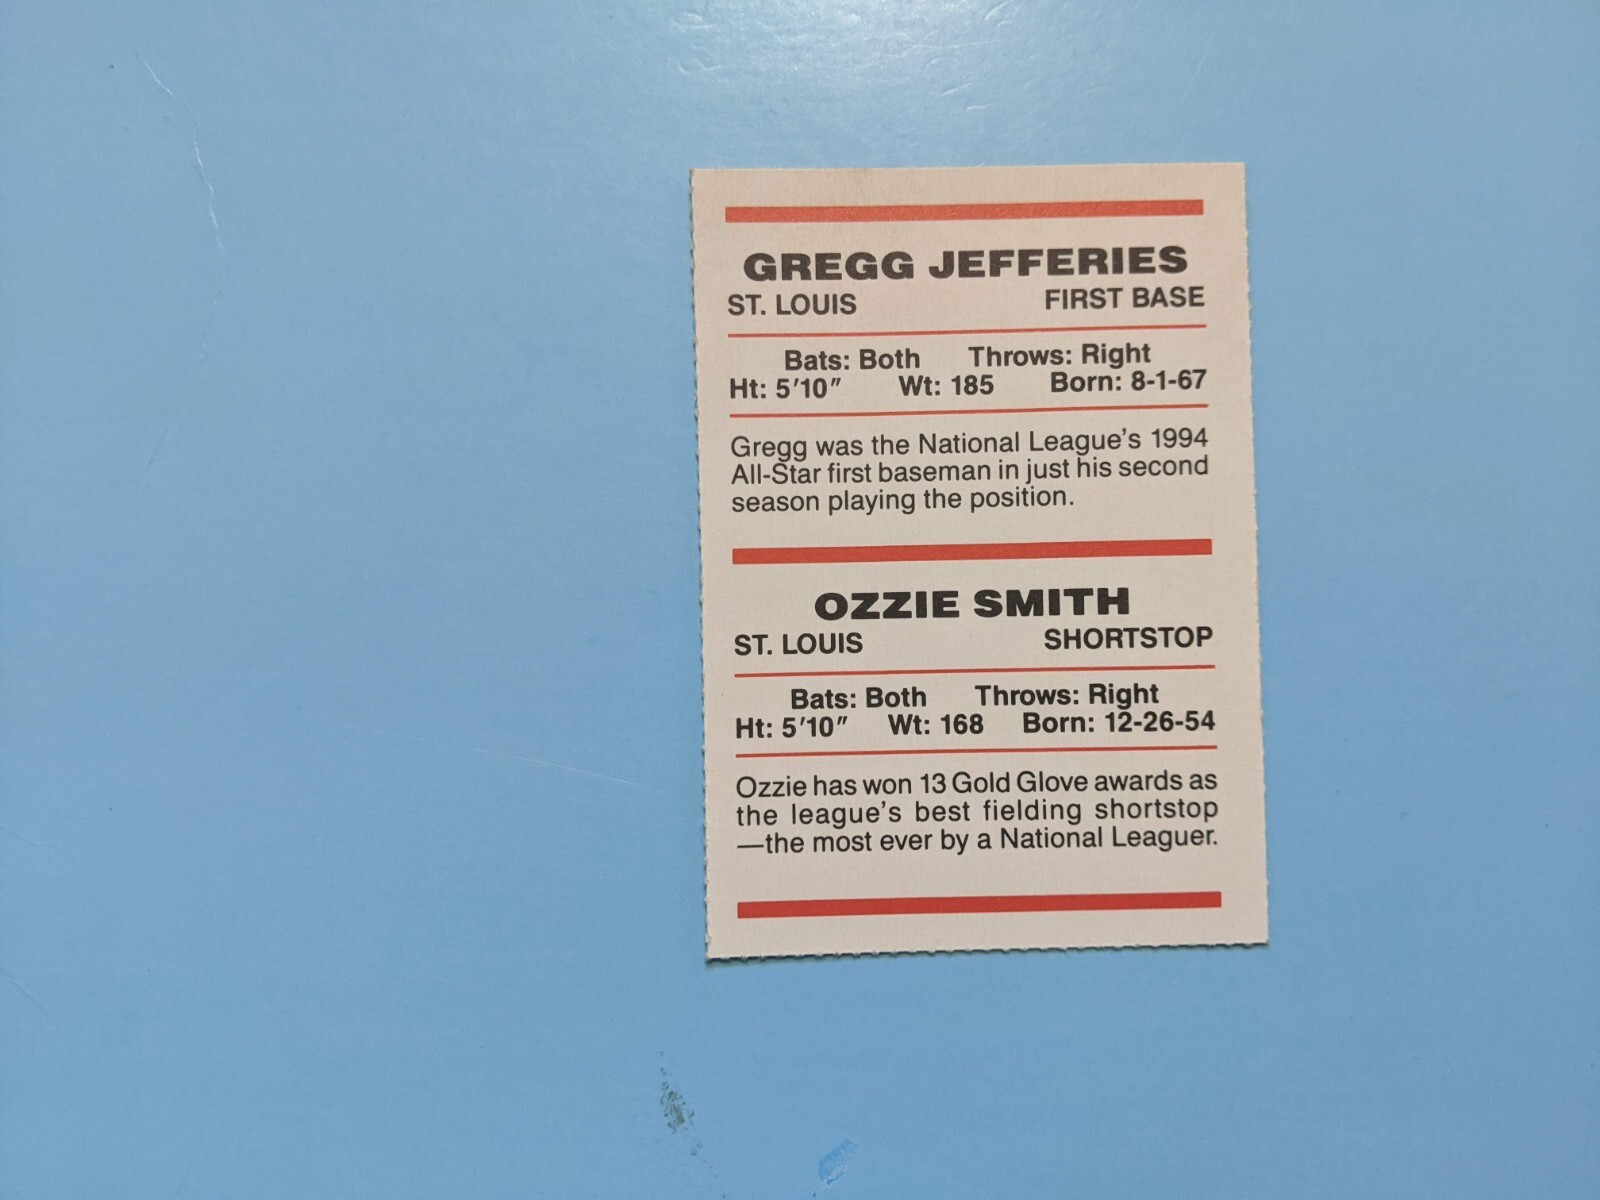 GREGG JEFFERIES
ST. LOUIS FIRST BASE
Bats: Both Throws: Right
Ht: 5'10" Wt: 185 Born: 8-1-67
Gregg was the National League's 1994
All-Star first baseman in just his second
season playing the position.
OZZIE SMITH
ST. LOUIS SHORTSTOP
Bats: Both Throws: Right
Ht: 5'10" Wt: 168 Born: 12-26-54
Ozzie has won 13 Gold Glove awards as
the league's best fielding shortstop
—the most ever by a National Leaguer.